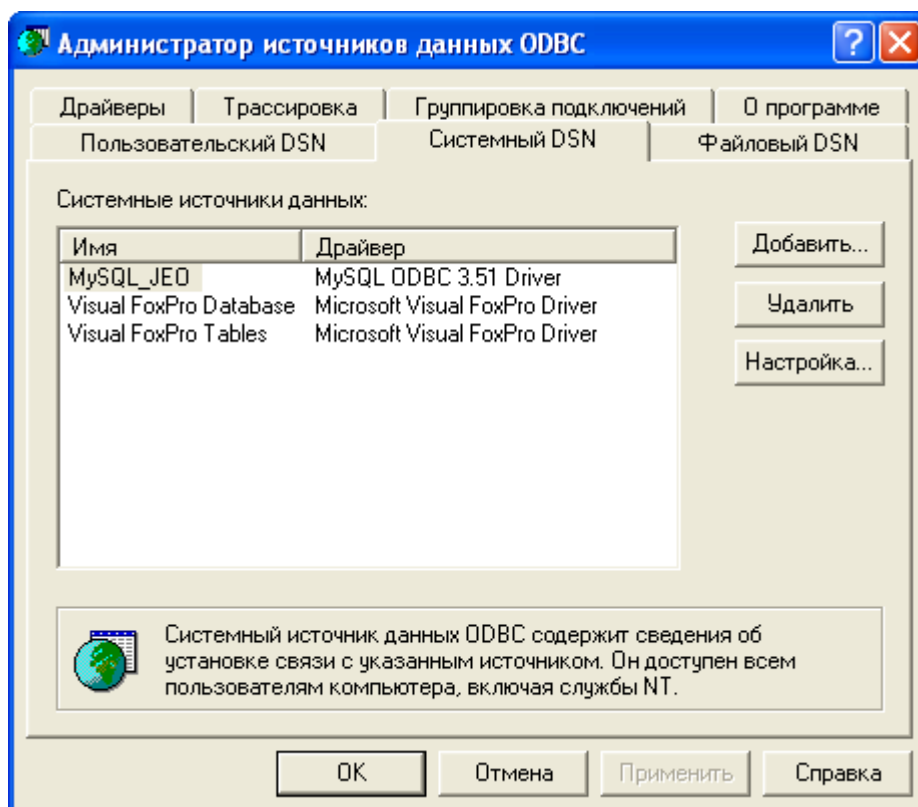 Администратор источников данных ODBC
Драйверы Трассировка Группировка подключений О программе
Пользовательский DSN Системный DSN Файловый DSN
Системные источники данных:
Имя Драйвер
MySQL_JEO MySQL ODBC 3.51 Driver
Visual FoxPro Database Microsoft Visual FoxPro Driver
Visual FoxPro Tables Microsoft Visual FoxPro Driver
Добавить...
Удалить
Настройка...
Системный источник данных ODBC содержит сведения об
установке связи с указанным источником. Он доступен всем
пользователям компьютера, включая службы NT.
OK Отмена Применить Справка